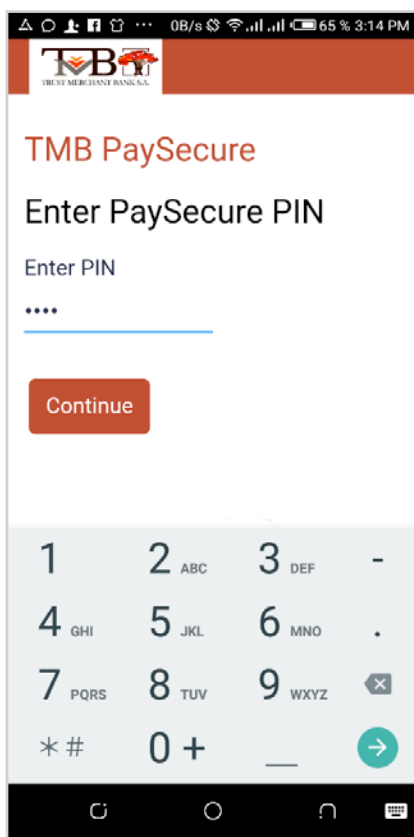 ··· 0B/s 65 % 3:14 PM
TMB
TRUST MERCHANT BANK S.A.
TMB PaySecure
Enter PaySecure PIN
Enter PIN
••••
Continue
1 2 ABC 3 DEF -
4 GHI 5 JKL 6 MNO .
7 PQRS 8 TUV 9 WXYZ
*# 0 + _